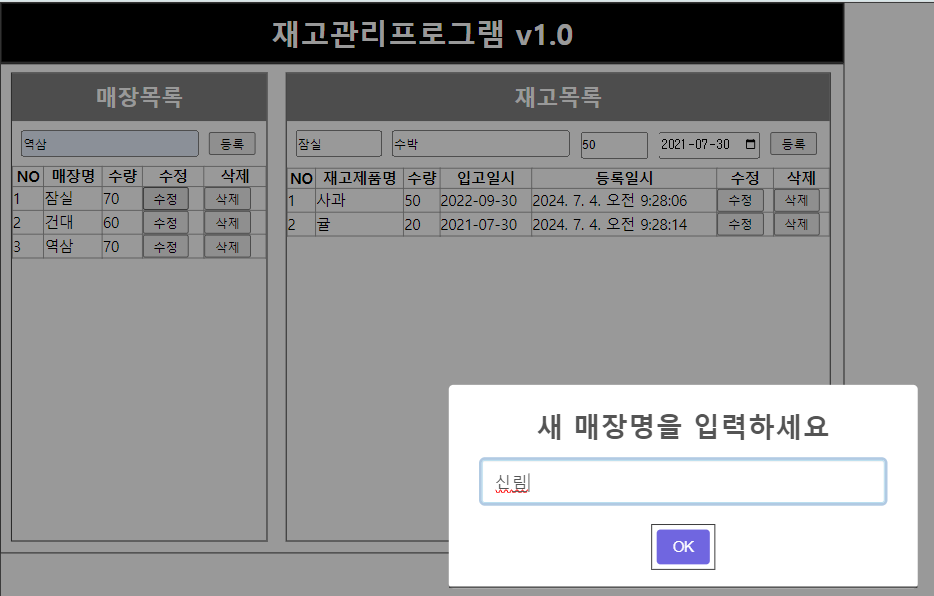 재고관리프로그램 v1.0
매장목록
역삼 등록
NO 매장명 수량 수정 삭제
1 잠실 70 수정 삭제
2 건대 60 수정 삭제
3 역삼 70 수정 삭제
재고목록
잠실 수박 50 2021-07-30 등록
NO 재고제품명 수량 입고일시 등록일시 수정 삭제
1 사과 50 2022-09-30 2024. 7. 4. 오전 9:28:06 수정 삭제
2 귤 20 2021-07-30 2024. 7. 4. 오전 9:28:14 수정 삭제
새 매장명을 입력하세요
신림
OK